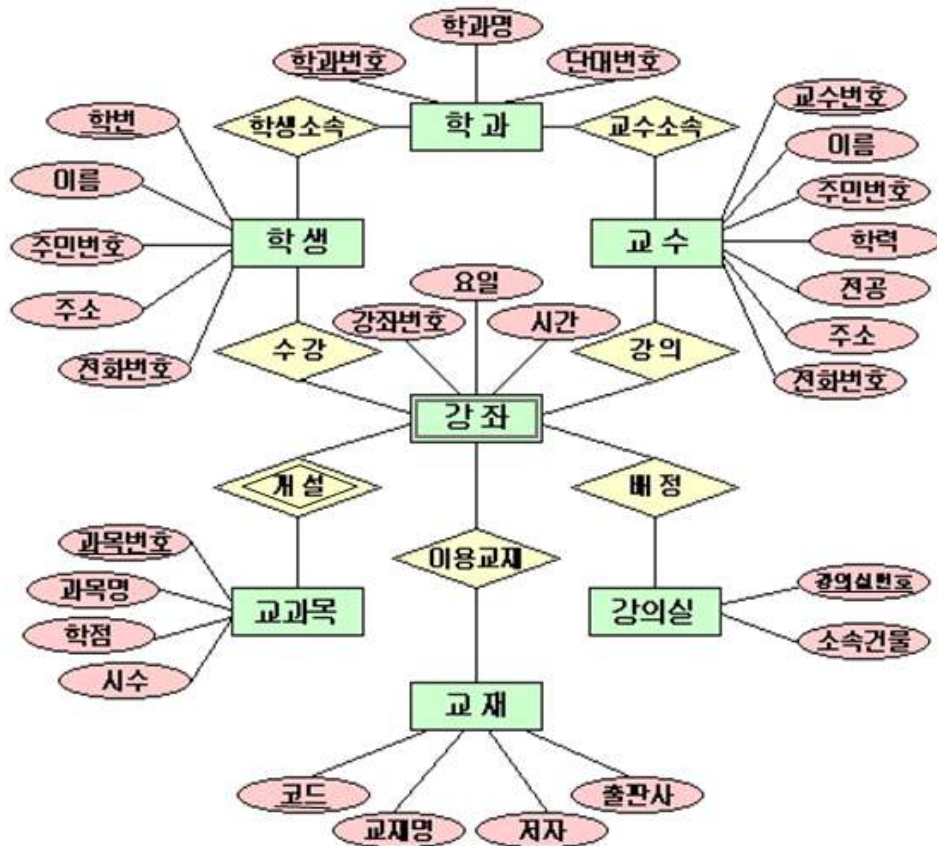 학과명
학과번호
단대번호
학생소속
학 과
교수소속
교수번호
학번
이름
이름
주민번호
학 생
교 수
주민번호
학력
요일
전공
주소
강좌번호
시간
수 강
강 의
주소
전화번호
전화번호
강 좌
개 설
배 정
과목번호
이용교재
과목명
교과목
강의실
강의실번호
학점
소속건물
시수
교 재
코드
출판사
교재명
저자